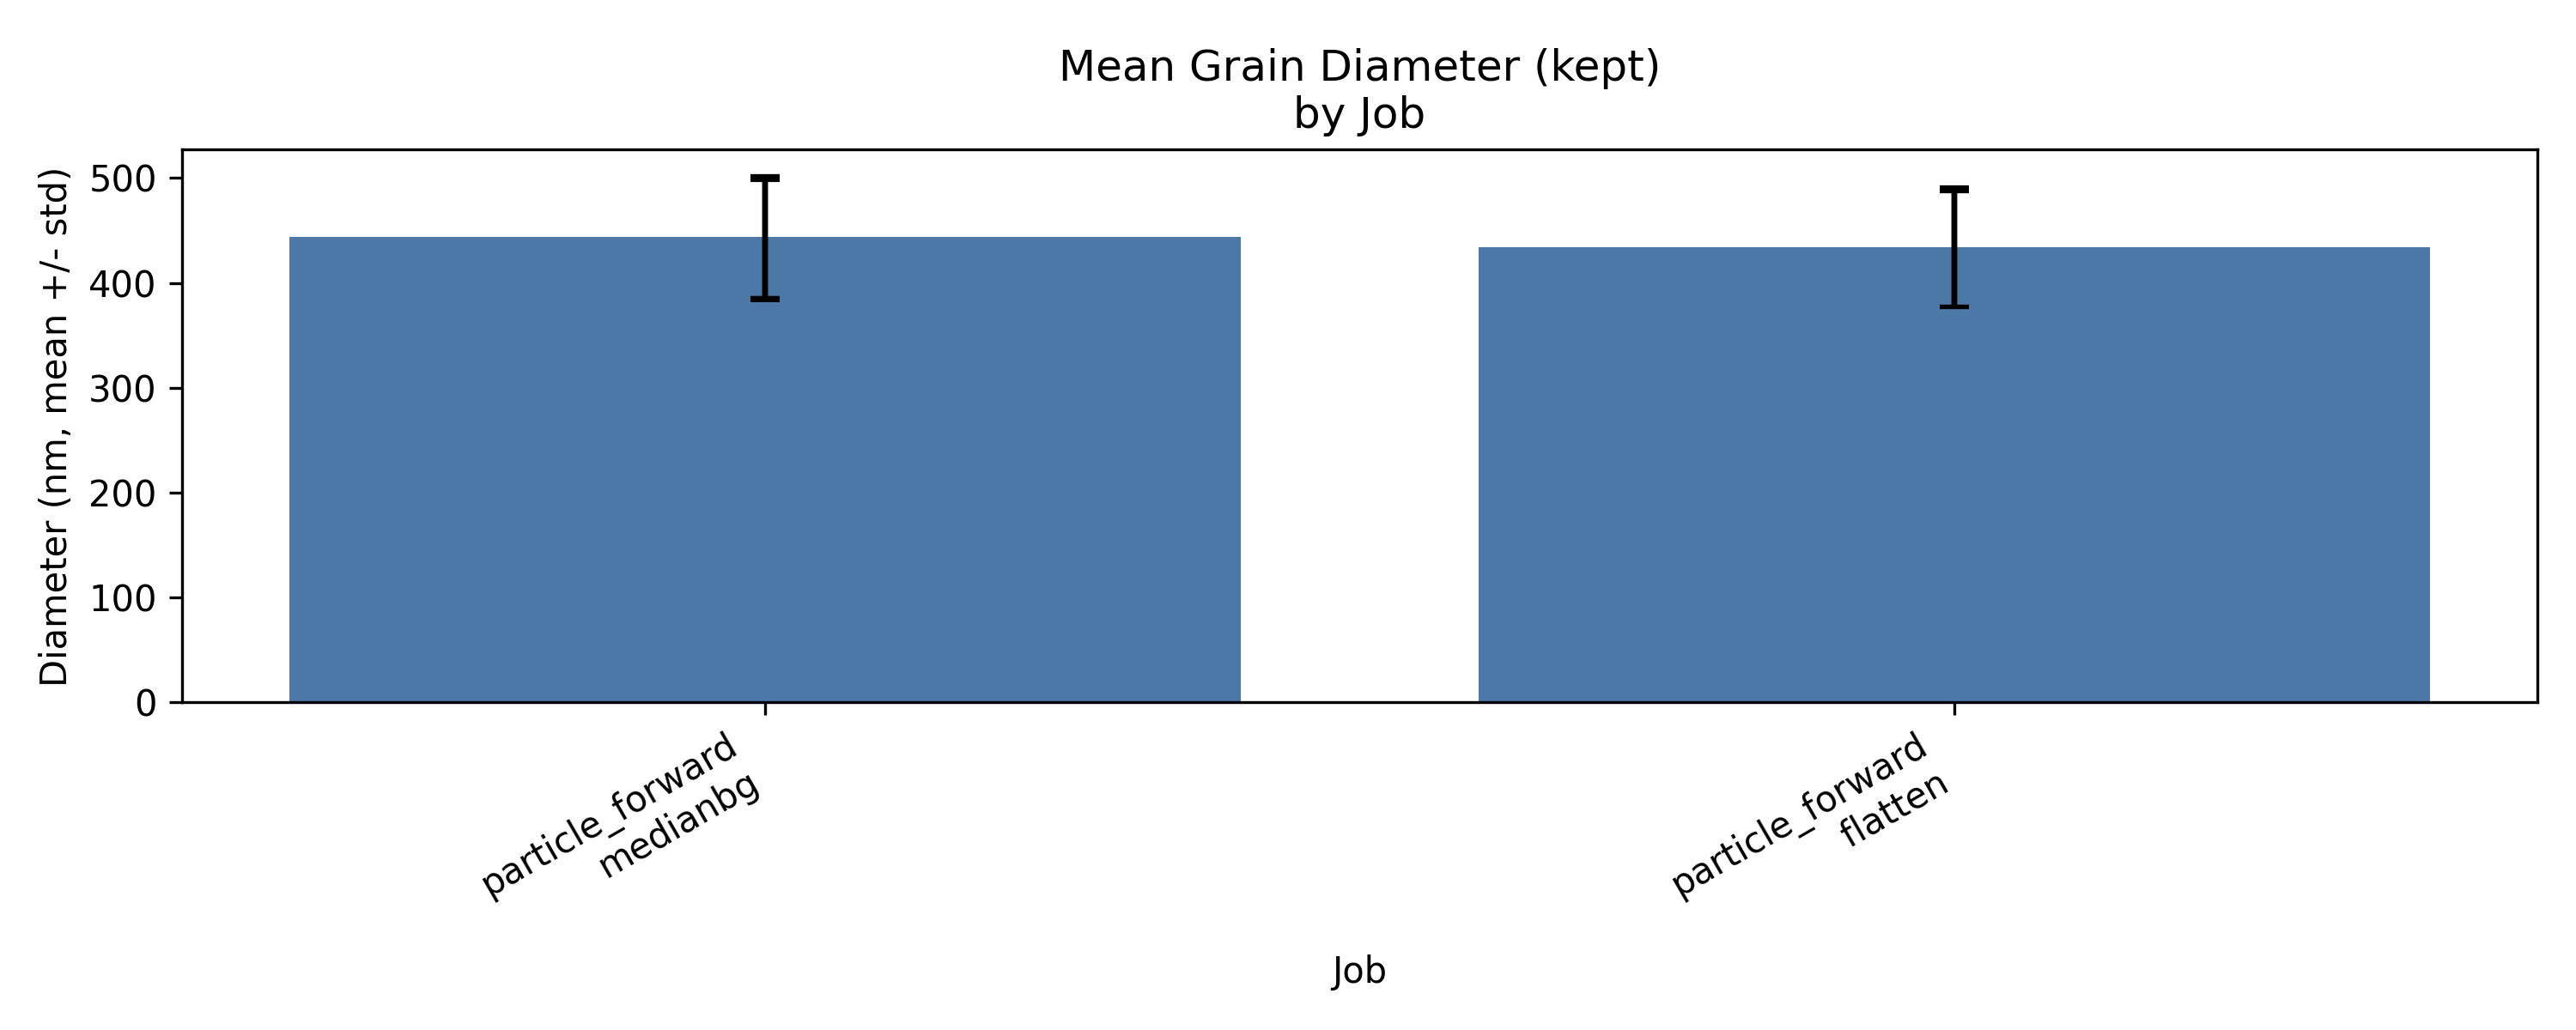 Mean Grain Diameter (kept)
by Job
Diameter (nm, mean +/- std)
500
400
300
200
100
0
particle_forward
medianbg
particle_forward
flatten
Job